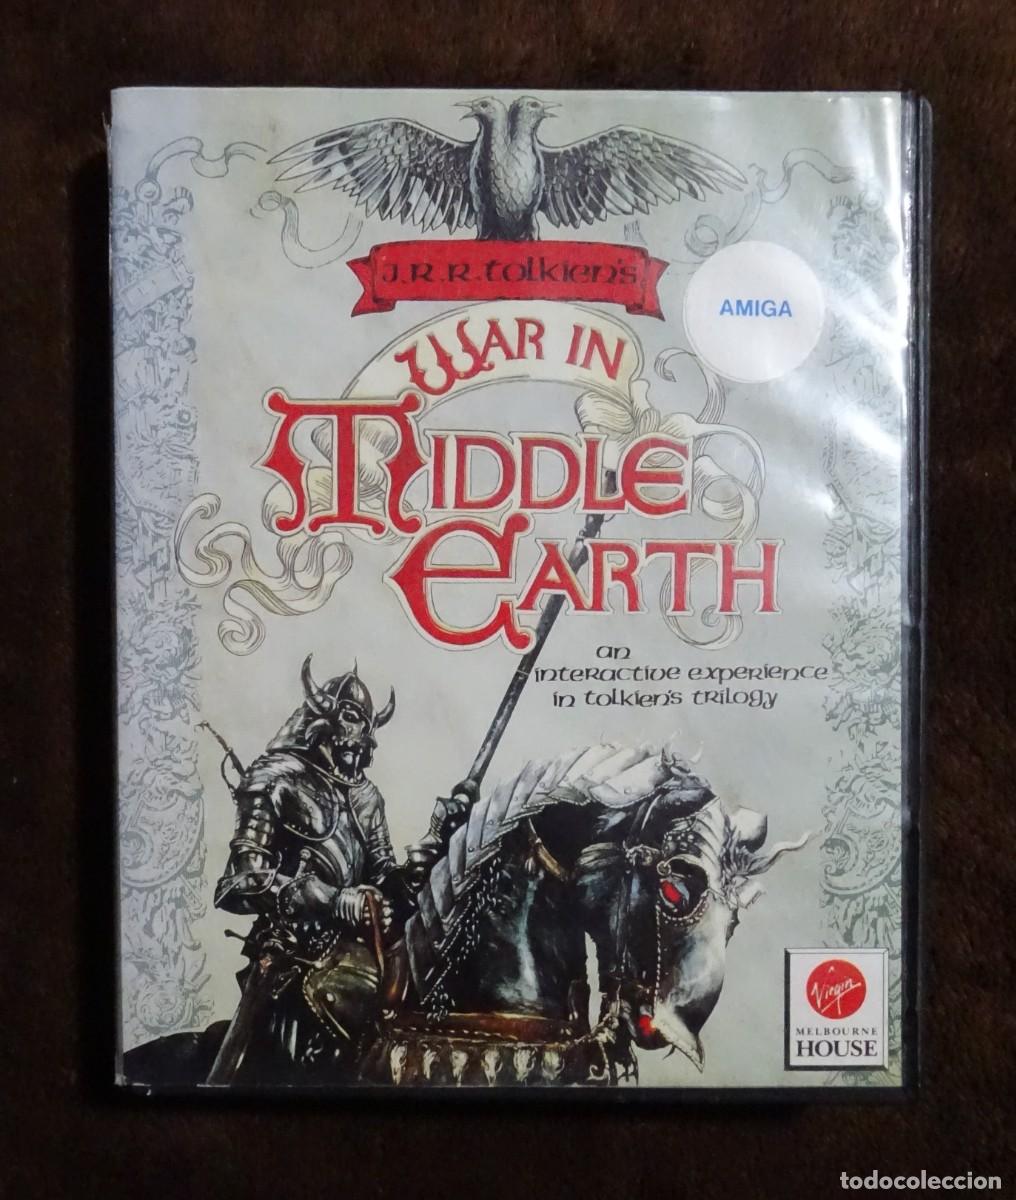 J.R.R. Tolkien's
AMIGA
WAR IN
MIDDLE
EARTH
an
interactive experience
in tolkien's trilogy
Virgin
MELBOURNE
HOUSE
todocoleccion